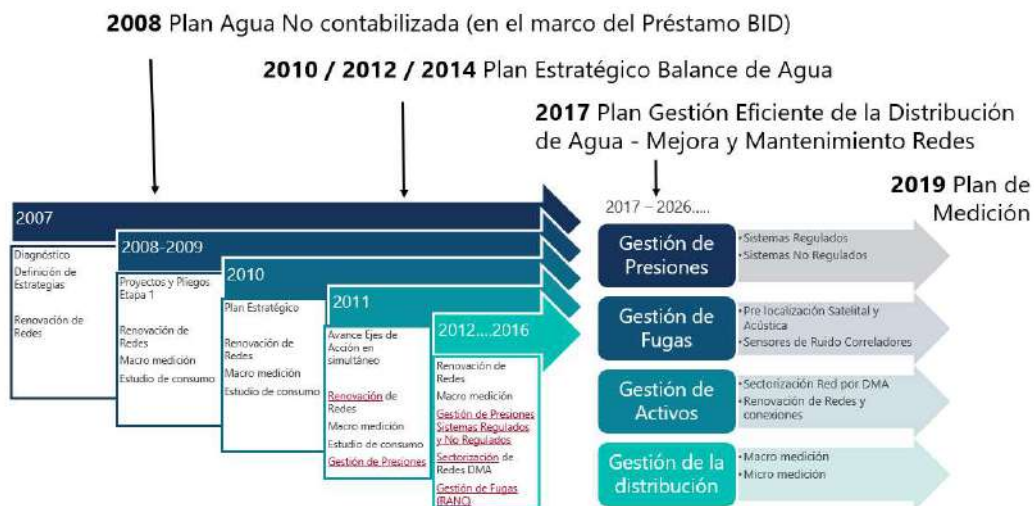 2008 Plan Agua No contabilizada (en el marco del Préstamo BID)
2010 / 2012 / 2014 Plan Estratégico Balance de Agua
2017 Plan Gestión Eficiente de la Distribución
de Agua - Mejora y Mantenimiento Redes
2019 Plan de
Medición
2007
Diagnóstico
Definición de
Estrategias
Renovación de
Redes
2008-2009
Proyectos y Pliegos
Etapa 1
Renovación de
Redes
Macro medición
Estudio de consumo
2010
Plan Estratégico
Renovación de
Redes
Macro medición
Estudio de consumo
2011
Avance Ejes de
Acción en
simultáneo
Renovación de
Redes
Macro medición
Estudio de consumo
Gestión de Presiones
2012....2016
Renovación de
Redes
Macro medición
Gestión de Presiones
Sistemas Regulados
y No Regulados
Sectorización de
Redes DMA
Gestión de Fugas
(RANC)
2017 – 2026.....
Gestión de
Presiones
•Sistemas Regulados
•Sistemas No Regulados
Gestión de
Fugas
•Pre localización Satelital y
Acústica
•Sensores de Ruido Correladores
Gestión de
Activos
•Sectorización Red por DMA
•Renovación de Redes y
conexiones
Gestión de la
distribución
•Macro medición
•Micro medición